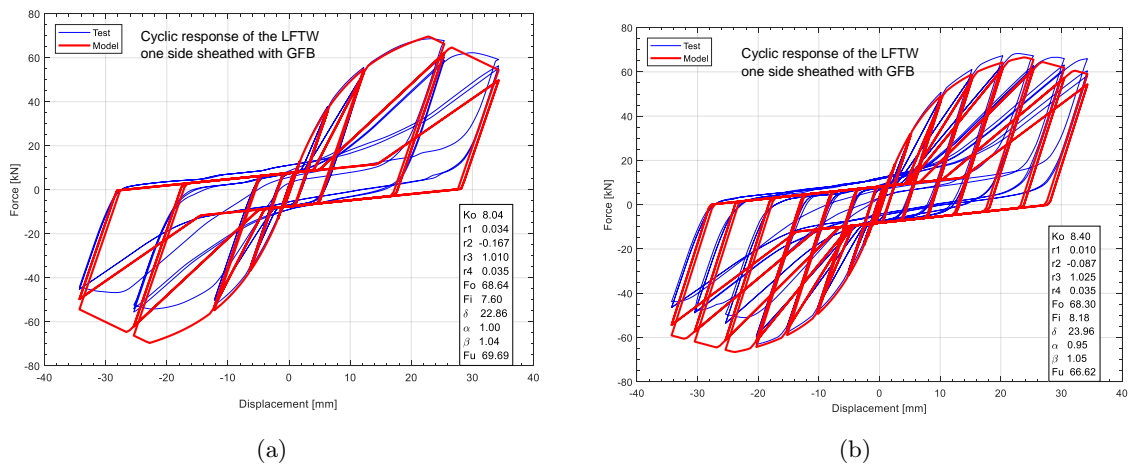 80
60
40
20
0
-20
-40
-60
-80
Force [kN]
Test
Model
Cyclic response of the LFTW
one side sheathed with GFB
Ko 8.04
r1 0.034
r2 -0.167
r3 1.010
r4 0.035
Fo 68.64
Fi 7.60
δ 22.86
α 1.00
β 1.04
Fu 69.69
-40 -30 -20 -10 0 10 20 30 40
Displacement [mm]
(a)
80
60
40
20
0
-20
-40
-60
-80
Force [kN]
Test
Model
Cyclic response of the LFTW
one side sheathed with GFB
Ko 8.40
r1 0.010
r2 -0.087
r3 1.025
r4 0.035
Fo 68.30
Fi 8.18
δ 23.96
α 0.95
β 1.05
Fu 66.62
-40 -30 -20 -10 0 10 20 30 40
Displacement [mm]
(b)